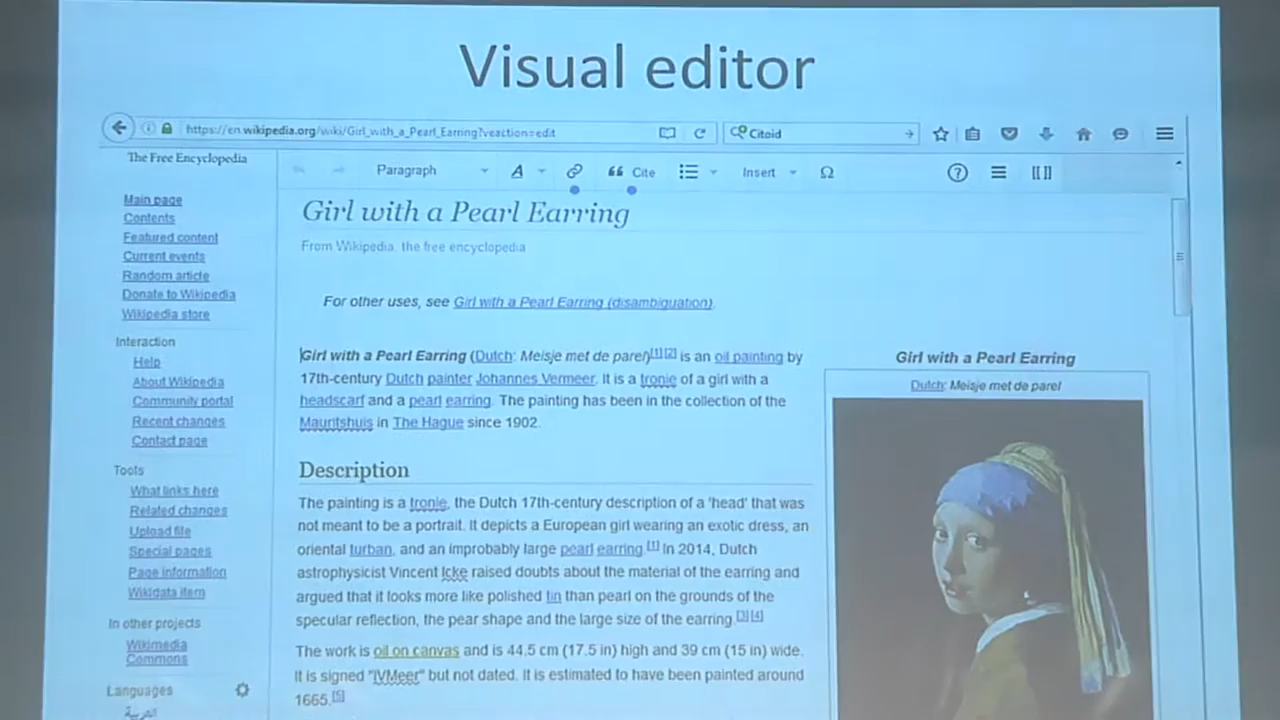 Visual editor
https://en.wikipedia.org/wiki/Girl_with_a_Pearl_Earring?veaction=edit
Citoid
The Free Encyclopedia
Paragraph
A
Cite
Insert
Ω
?
Main page
Contents
Featured content
Current events
Random article
Donate to Wikipedia
Wikipedia store
Interaction
Help
About Wikipedia
Community portal
Recent changes
Contact page
Tools
What links here
Related changes
Upload file
Special pages
Page information
Wikidata item
In other projects
Wikimedia
Commons
Languages
العربية
Girl with a Pearl Earring
From Wikipedia, the free encyclopedia
For other uses, see Girl with a Pearl Earring (disambiguation).
Girl with a Pearl Earring (Dutch: Meisje met de parel)[1][2] is an oil painting by
17th-century Dutch painter Johannes Vermeer. It is a tronie of a girl with a
headscarf and a pearl earring. The painting has been in the collection of the
Mauritshuis in The Hague since 1902.
Description
The painting is a tronie, the Dutch 17th-century description of a 'head' that was
not meant to be a portrait. It depicts a European girl wearing an exotic dress, an
oriental turban, and an improbably large pearl earring.[1] In 2014, Dutch
astrophysicist Vincent Icke raised doubts about the material of the earring and
argued that it looks more like polished tin than pearl on the grounds of the
specular reflection, the pear shape and the large size of the earring.[3][4]
The work is oil on canvas and is 44.5 cm (17.5 in) high and 39 cm (15 in) wide.
It is signed "IVMeer" but not dated. It is estimated to have been painted around
1665.[5]
Girl with a Pearl Earring
Dutch: Meisje met de parel